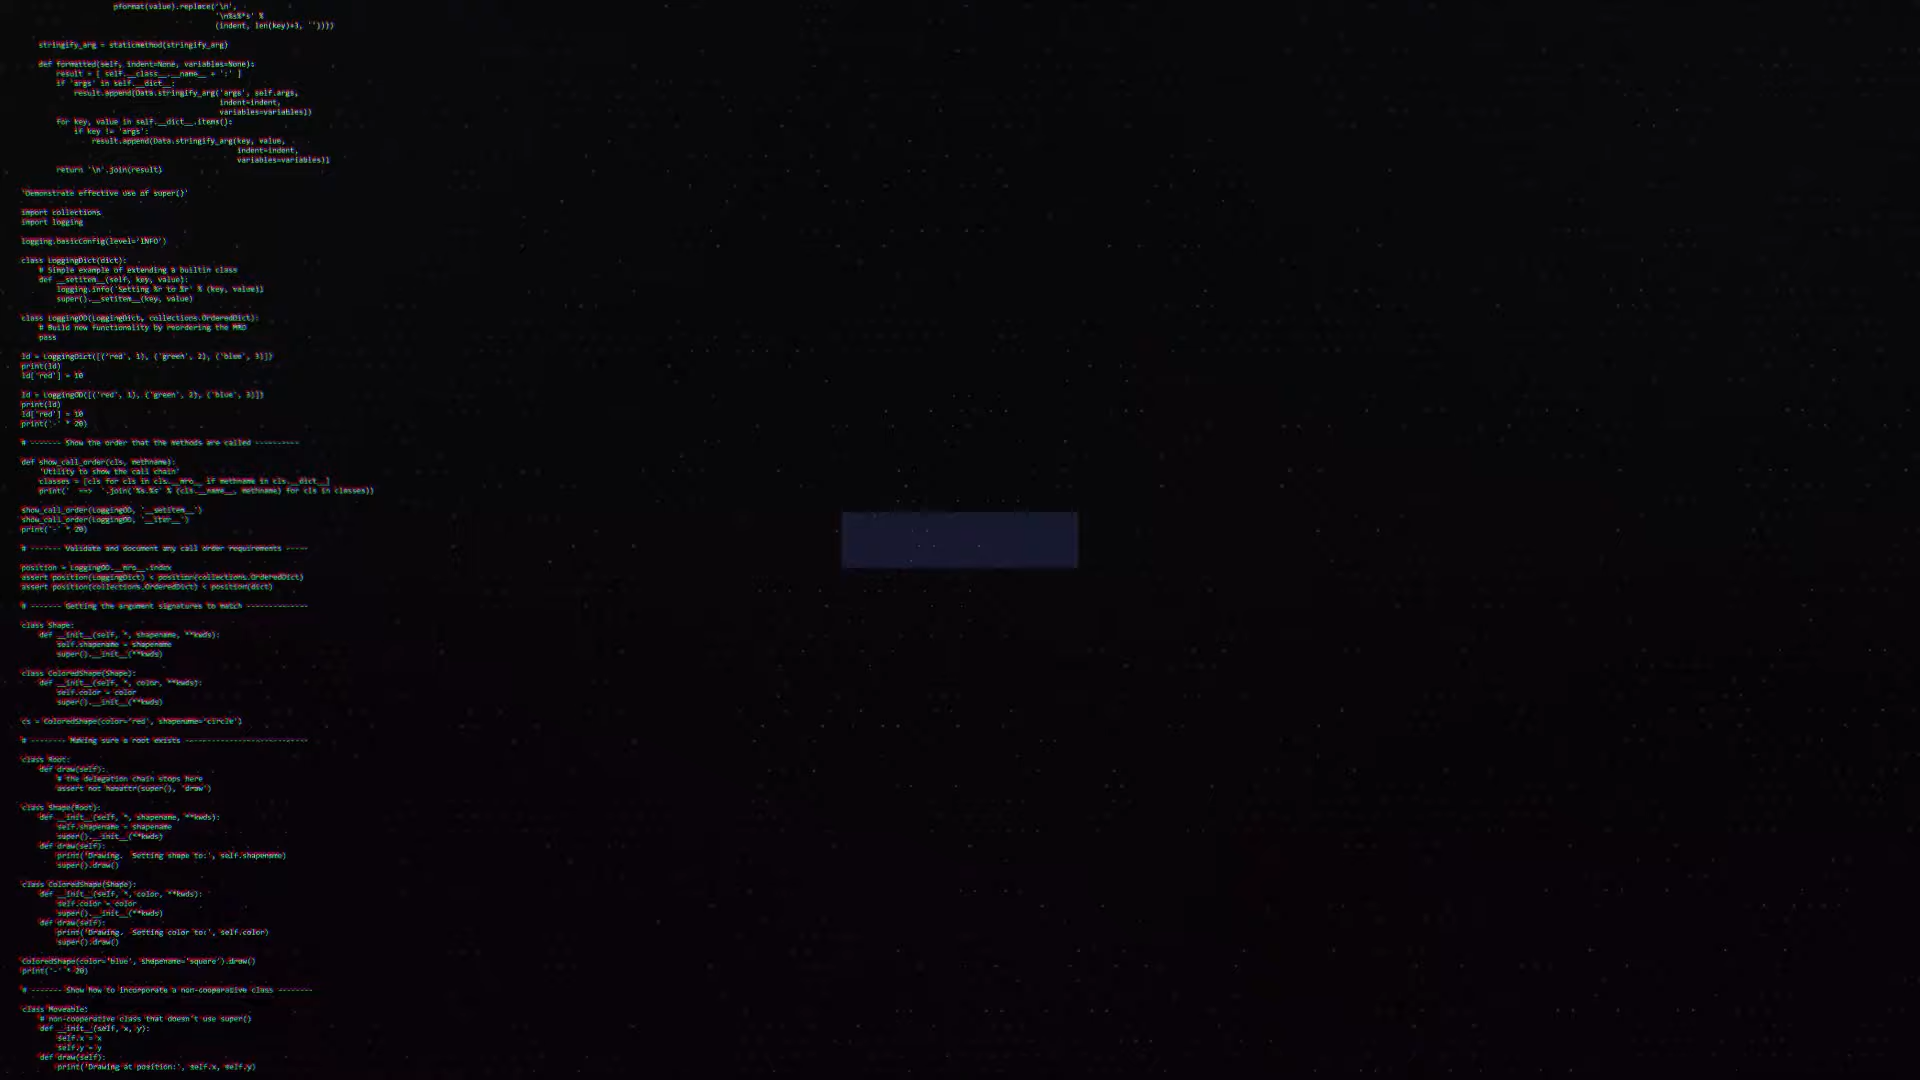 pformat(value).replace('\n',
'\n%s%s' %
(indent, len(key)+3, ''))))
stringify_arg = staticmethod(stringify_arg)
def formatted(self, indent=None, variables=None):
result = [ self.__class__.__name__ + ':' ]
if 'args' in self.__dict__:
result.append(Data.stringify_arg('args', self.args,
indent=indent,
variables=variables))
for key, value in self.__dict__.items():
if key != 'args':
result.append(Data.stringify_arg(key, value,
indent=indent,
variables=variables))
return '\n'.join(result)
'Demonstrate effective use of super()'
import collections
import logging
logging.basicConfig(level='INFO')
class LoggingDict(dict):
# Simple example of extending a builtin class
def __setitem__(self, key, value):
logging.info('Setting %r to %r' % (key, value))
super().__setitem__(key, value)
class LoggingOD(LoggingDict, collections.OrderedDict):
# Build new functionality by reordering the MRO
pass
ld = LoggingDict([('red', 1), ('green', 2), ('blue', 3)])
print(ld)
ld['red'] = 10
ld = LoggingOD([('red', 1), ('green', 2), ('blue', 3)])
print(ld)
ld['red'] = 10
print('-' * 20)
# ------- Show the order that the methods are called ----------
def show_call_order(cls, methname):
'Utility to show the call chain'
classes = [cls for cls in cls.__mro__ if methname in cls.__dict__]
print('  ==>  '.join('%s.%s' % (cls.__name__, methname) for cls in classes))
show_call_order(LoggingOD, '__setitem__')
show_call_order(LoggingOD, '__iter__')
print('-' * 20)
# ------- Validate and document any call order requirements -----
position = LoggingOD.__mro__.index
assert position(LoggingDict) < position(collections.OrderedDict)
assert position(collections.OrderedDict) < position(dict)
# ------- Getting the argument signatures to match --------------
class Shape:
def __init__(self, *, shapename, **kwds):
self.shapename = shapename
super().__init__(**kwds)
class ColoredShape(Shape):
def __init__(self, *, color, **kwds):
self.color = color
super().__init__(**kwds)
cs = ColoredShape(color='red', shapename='circle')
# -------- Making sure a root exists ----------------------------
class Root:
def draw(self):
# the delegation chain stops here
assert not hasattr(super(), 'draw')
class Shape(Root):
def __init__(self, *, shapename, **kwds):
self.shapename = shapename
super().__init__(**kwds)
def draw(self):
print('Drawing.  Setting shape to:', self.shapename)
super().draw()
class ColoredShape(Shape):
def __init__(self, *, color, **kwds):
self.color = color
super().__init__(**kwds)
def draw(self):
print('Drawing.  Setting color to:', self.color)
super().draw()
ColoredShape(color='blue', shapename='square').draw()
print('-' * 20)
# ------- Show how to incorporate a non-cooperative class --------
class Moveable:
# non-cooperative class that doesn't use super()
def __init__(self, x, y):
self.x = x
self.y = y
def draw(self):
print('Drawing at position:', self.x, self.y)